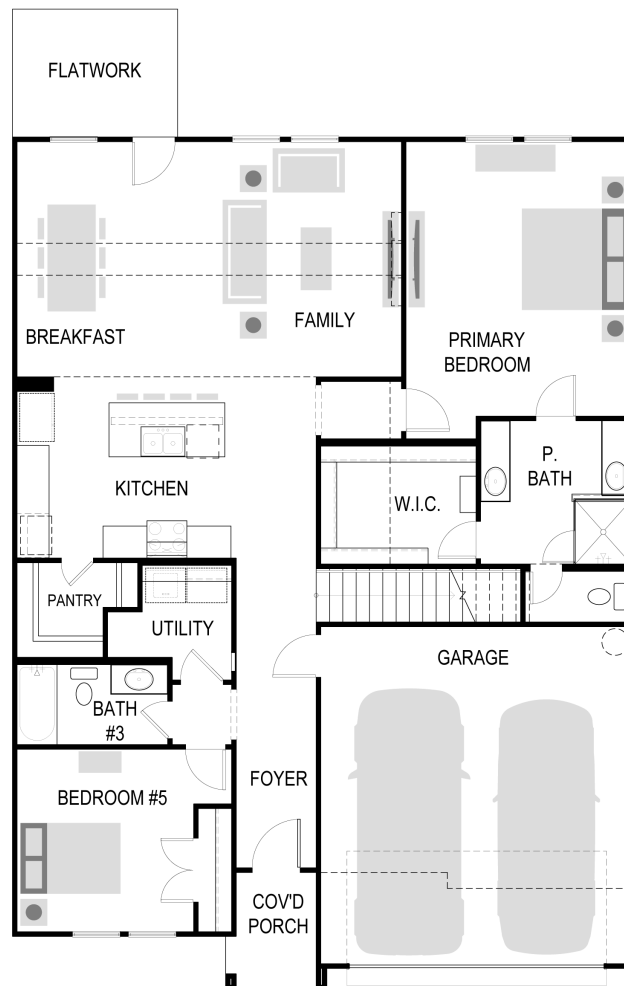 FLATWORK
BREAKFAST
FAMILY
PRIMARY
BEDROOM
KITCHEN
W.I.C.
P.
BATH
PANTRY
UTILITY
GARAGE
BATH
#3
FOYER
BEDROOM #5
COV'D
PORCH